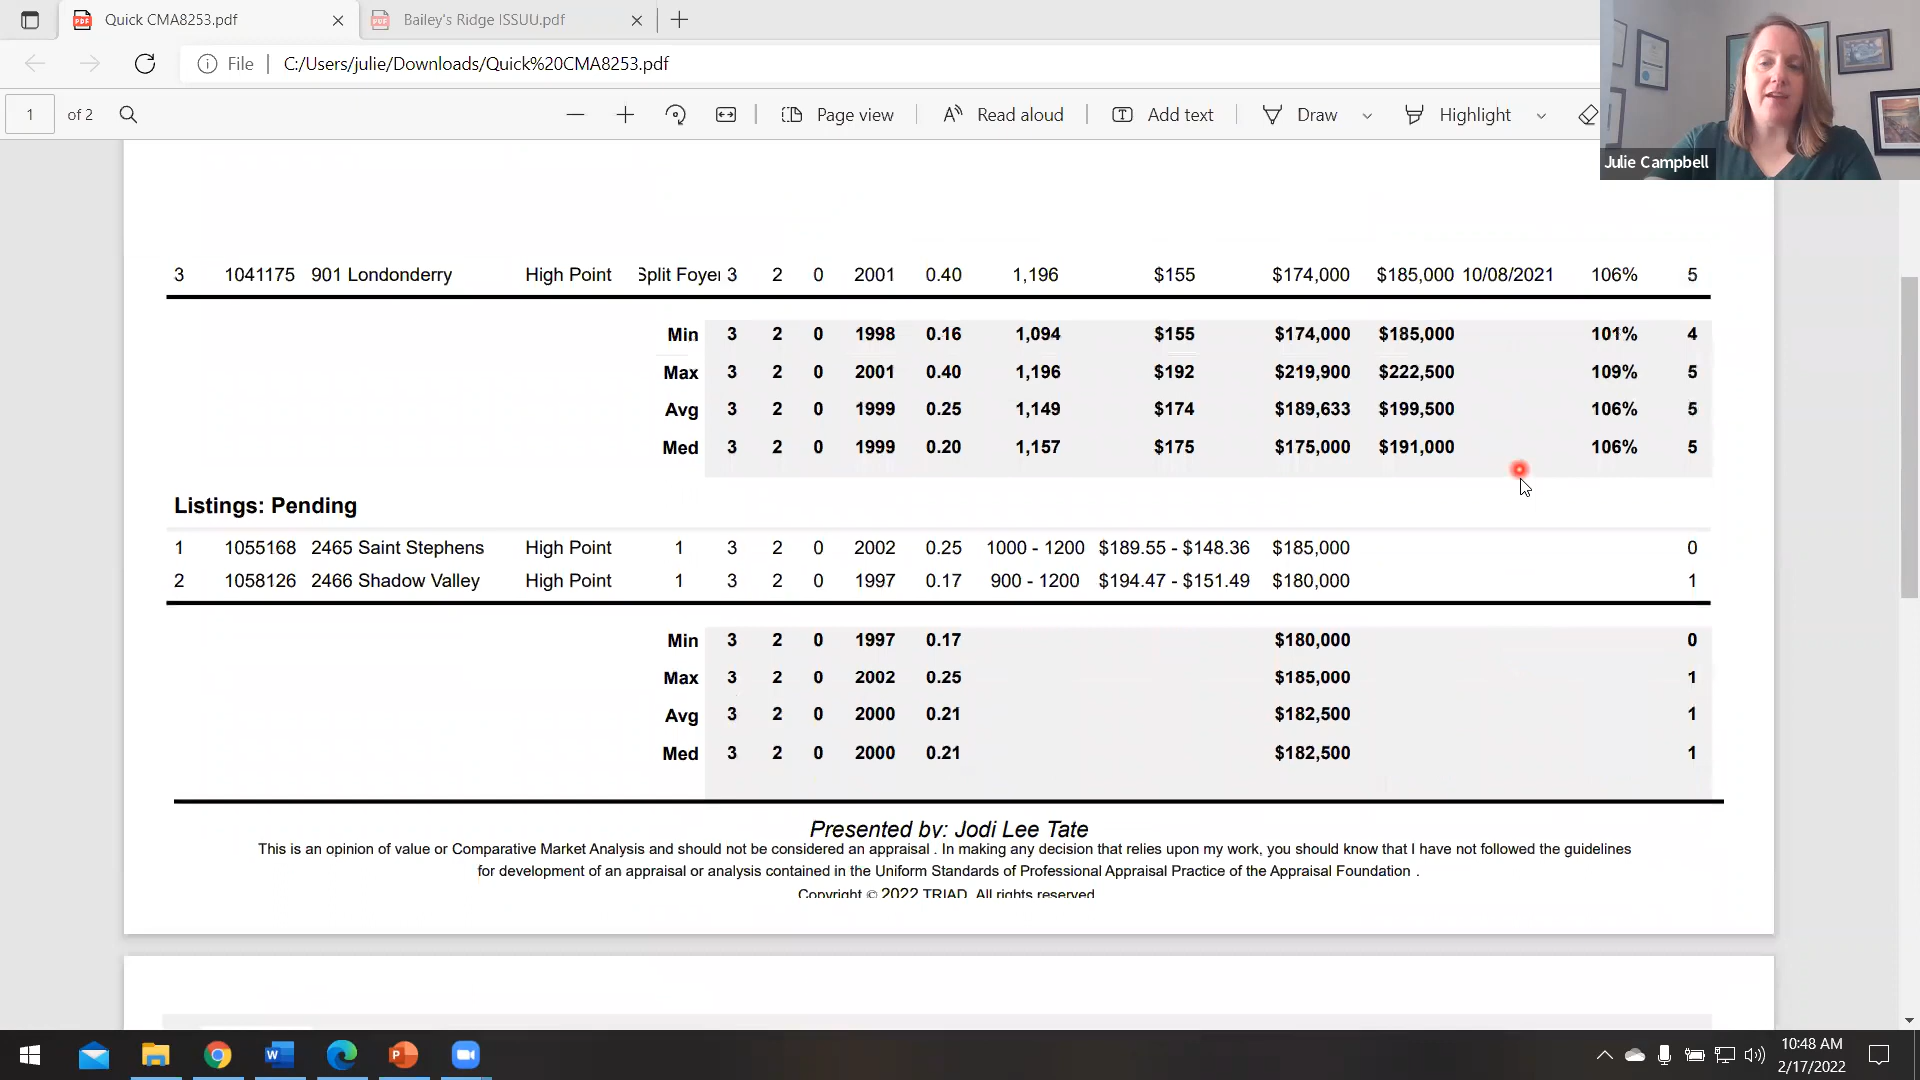 Quick CMA8253.pdf
Bailey's Ridge ISSUU.pdf
File
C:/Users/julie/Downloads/Quick%20CMA8253.pdf
1 of 2
Page view
Read aloud
Add text
Draw
Highlight
Julie Campbell
3 1041175 901 Londonderry High Point Split Foyer 3 2 0 2001 0.40 1,196 $155 $174,000 $185,000 10/08/2021 106% 5
Min 3 2 0 1998 0.16 1,094 $155 $174,000 $185,000 101% 4
Max 3 2 0 2001 0.40 1,196 $192 $219,900 $222,500 109% 5
Avg 3 2 0 1999 0.25 1,149 $174 $189,633 $199,500 106% 5
Med 3 2 0 1999 0.20 1,157 $175 $175,000 $191,000 106% 5
Listings: Pending
1 1055168 2465 Saint Stephens High Point 1 3 2 0 2002 0.25 1000 - 1200 $189.55 - $148.36 $185,000 0
2 1058126 2466 Shadow Valley High Point 1 3 2 0 1997 0.17 900 - 1200 $194.47 - $151.49 $180,000 1
Min 3 2 0 1997 0.17 $180,000 0
Max 3 2 0 2002 0.25 $185,000 1
Avg 3 2 0 2000 0.21 $182,500 1
Med 3 2 0 2000 0.21 $182,500 1
Presented by: Jodi Lee Tate
This is an opinion of value or Comparative Market Analysis and should not be considered an appraisal . In making any decision that relies upon my work, you should know that I have not followed the guidelines
for development of an appraisal or analysis contained in the Uniform Standards of Professional Appraisal Practice of the Appraisal Foundation .
Copyright © 2022 TRIAD. All rights reserved
10:48 AM
2/17/2022